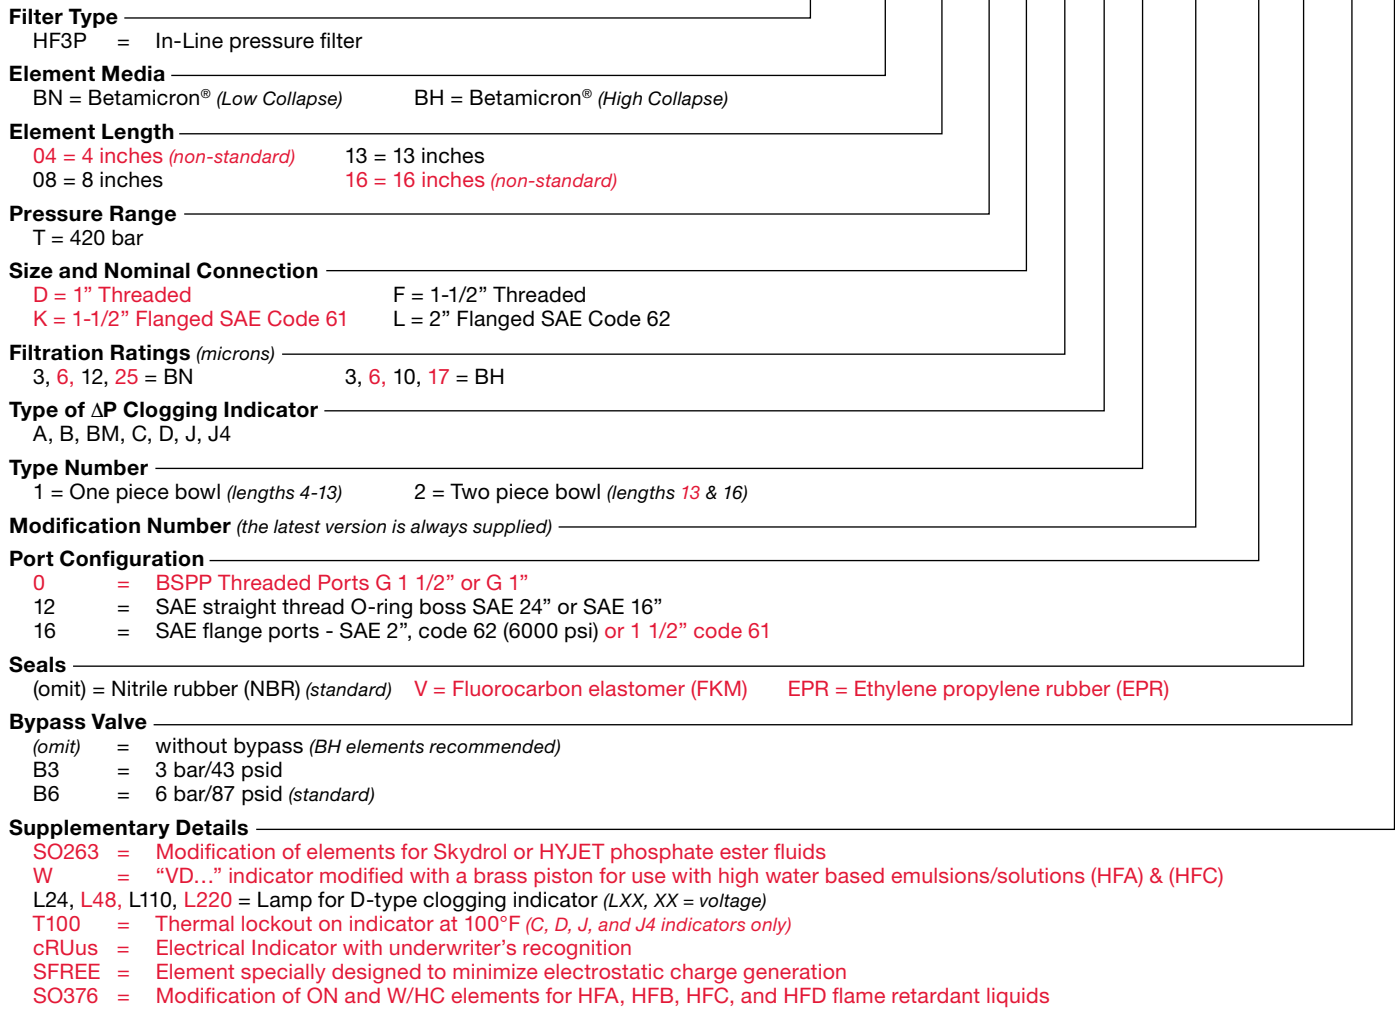 Filter Type
HF3P = In-Line pressure filter
Element Media
BN = Betamicron® (Low Collapse) BH = Betamicron® (High Collapse)
Element Length
04 = 4 inches (non-standard) 13 = 13 inches
08 = 8 inches 16 = 16 inches (non-standard)
Pressure Range
T = 420 bar
Size and Nominal Connection
D = 1” Threaded F = 1-1/2” Threaded
K = 1-1/2” Flanged SAE Code 61 L = 2” Flanged SAE Code 62
Filtration Ratings (microns)
3, 6, 12, 25 = BN 3, 6, 10, 17 = BH
Type of ΔP Clogging Indicator
A, B, BM, C, D, J, J4
Type Number
1 = One piece bowl (lengths 4-13) 2 = Two piece bowl (lengths 13 & 16)
Modification Number (the latest version is always supplied)
Port Configuration
0 = BSPP Threaded Ports G 1 1/2” or G 1”
12 = SAE straight thread O-ring boss SAE 24” or SAE 16”
16 = SAE flange ports - SAE 2”, code 62 (6000 psi) or 1 1/2” code 61
Seals
(omit) = Nitrile rubber (NBR) (standard) V = Fluorocarbon elastomer (FKM) EPR = Ethylene propylene rubber (EPR)
Bypass Valve
(omit) = without bypass (BH elements recommended)
B3 = 3 bar/43 psid
B6 = 6 bar/87 psid (standard)
Supplementary Details
SO263 = Modification of elements for Skydrol or HYJET phosphate ester fluids
W = “VD…” indicator modified with a brass piston for use with high water based emulsions/solutions (HFA) & (HFC)
L24, L48, L110, L220 = Lamp for D-type clogging indicator (LXX, XX = voltage)
T100 = Thermal lockout on indicator at 100°F (C, D, J, and J4 indicators only)
cRUus = Electrical Indicator with underwriter’s recognition
SFREE = Element specially designed to minimize electrostatic charge generation
SO376 = Modification of ON and W/HC elements for HFA, HFB, HFC, and HFD flame retardant liquids